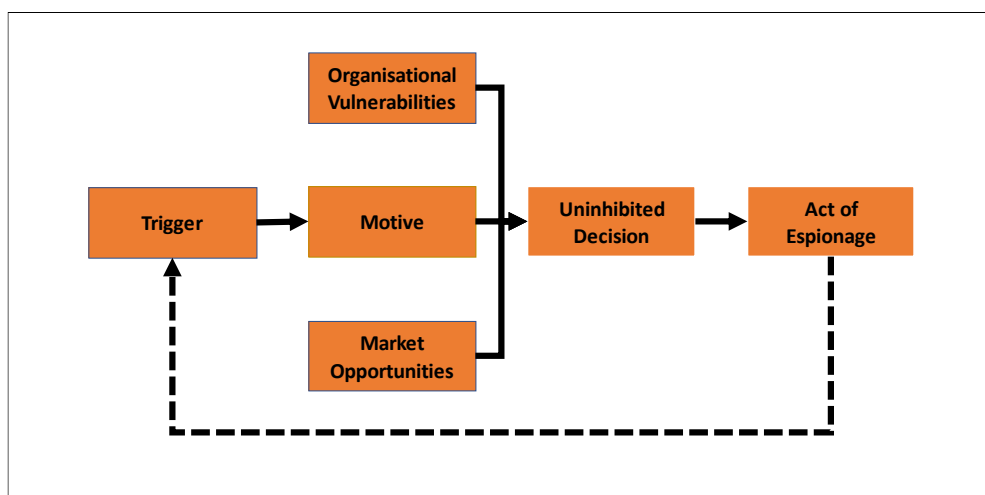 Organisational
Vulnerabilities
Trigger
Motive
Uninhibited
Decision
Act of
Espionage
Market
Opportunities